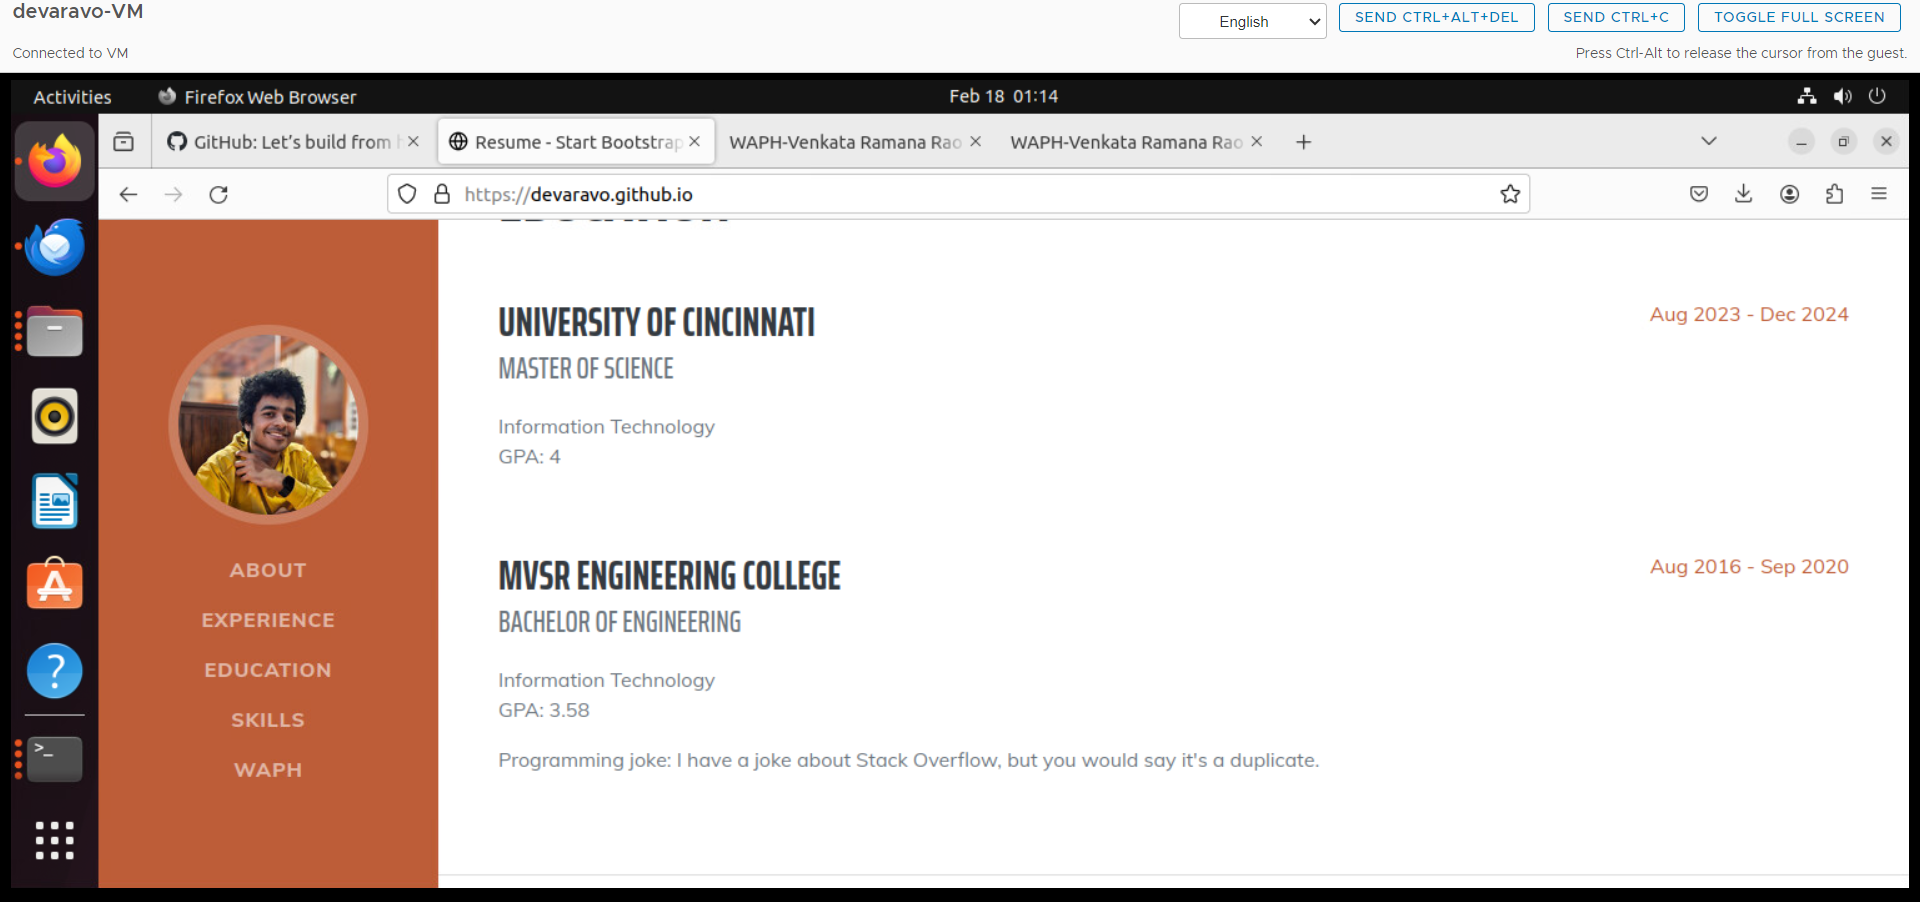 devaravo-VM
English
SEND CTRL+ALT+DEL
SEND CTRL+C
TOGGLE FULL SCREEN
Connected to VM
Press Ctrl-Alt to release the cursor from the guest.
Activities
Firefox Web Browser
Feb 18 01:14
GitHub: Let's build from h
Resume - Start Bootstrap
WAPH-Venkata Ramana Rao
WAPH-Venkata Ramana Rao
https://devaravo.github.io
EDUCATION
UNIVERSITY OF CINCINNATI
Aug 2023 - Dec 2024
MASTER OF SCIENCE
Information Technology
GPA: 4
ABOUT
EXPERIENCE
EDUCATION
SKILLS
WAPH
MVSR ENGINEERING COLLEGE
Aug 2016 - Sep 2020
BACHELOR OF ENGINEERING
Information Technology
GPA: 3.58
Programming joke: I have a joke about Stack Overflow, but you would say it's a duplicate.